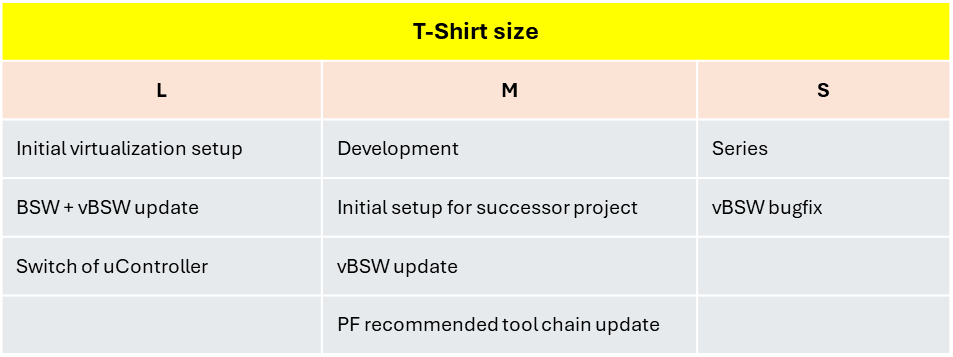 T-Shirt size
L M S
Initial virtualization setup Development Series
BSW + vBSW update Initial setup for successor project vBSW bugfix
Switch of uController vBSW update
PF recommended tool chain update